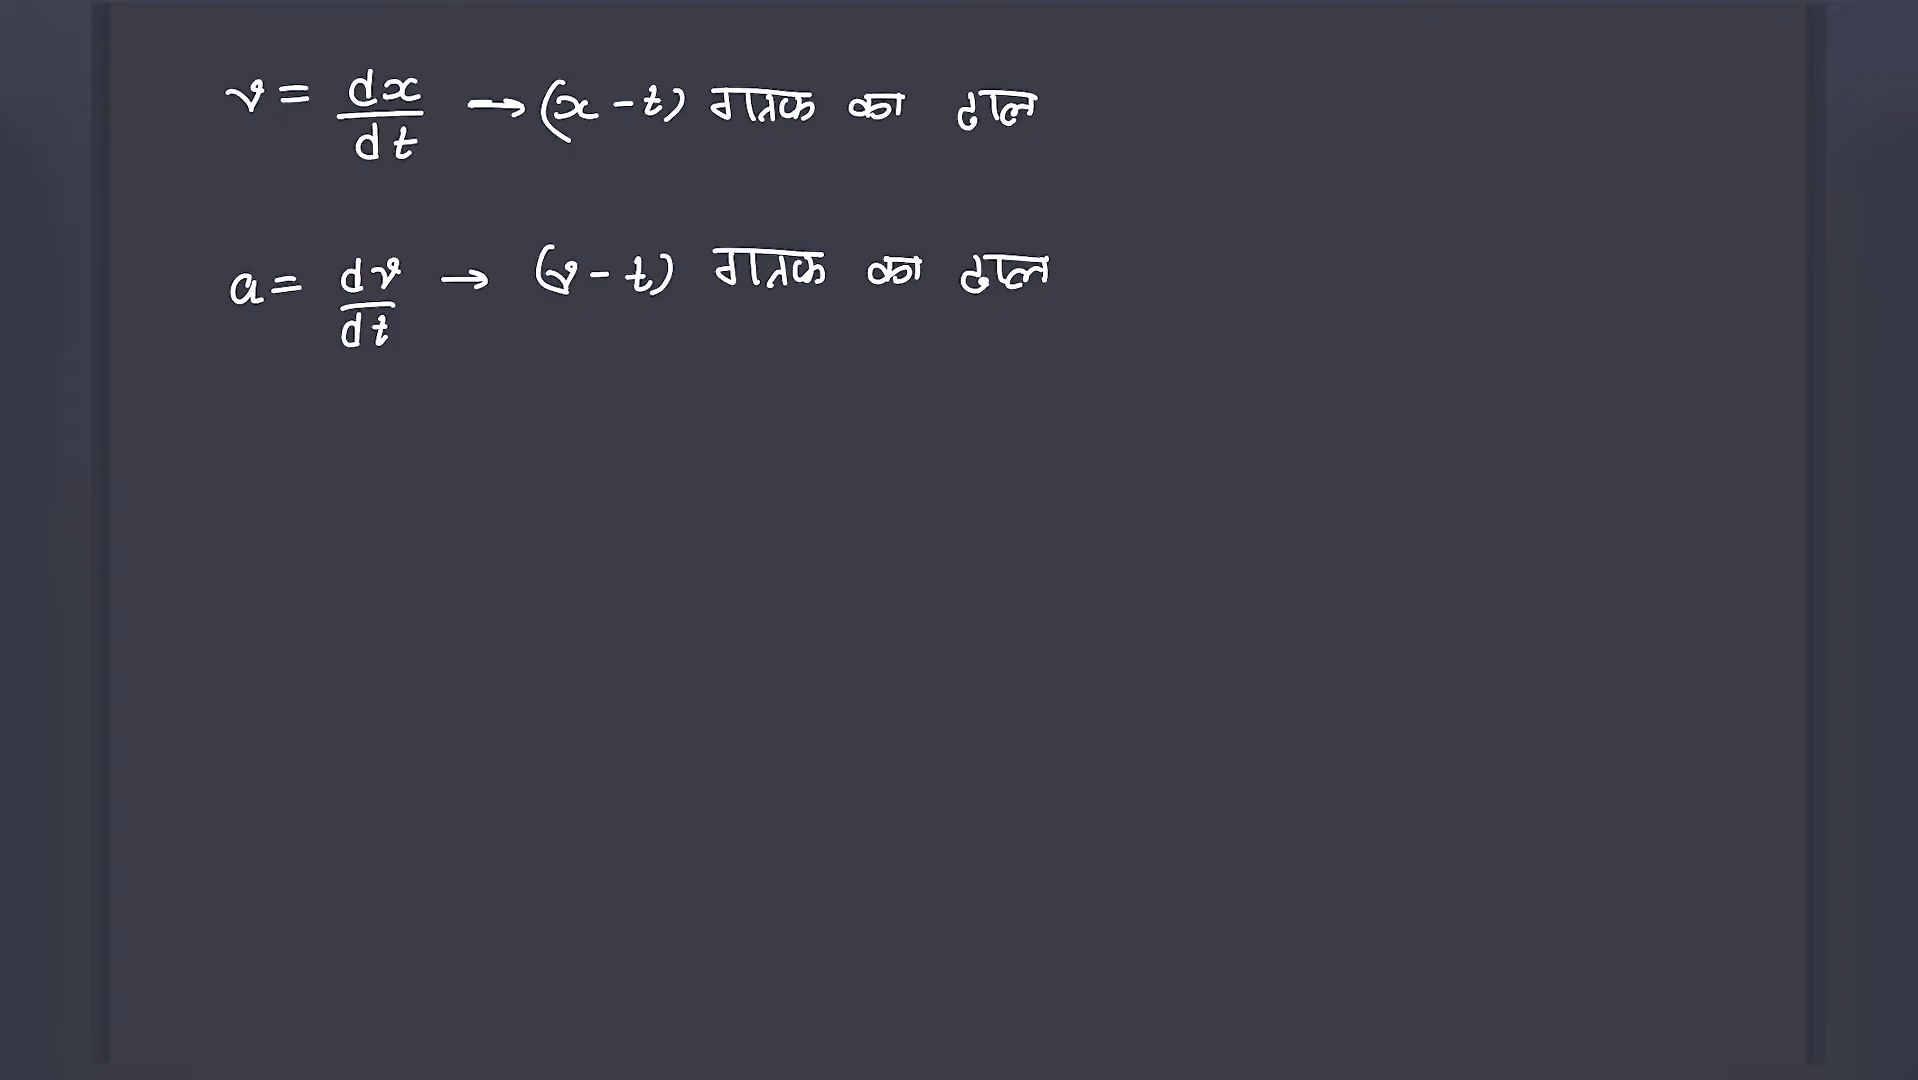 v = dx/dt → (x - t) ग्राफ का ढाल
a = dv/dt → (v - t) ग्राफ का ढाल